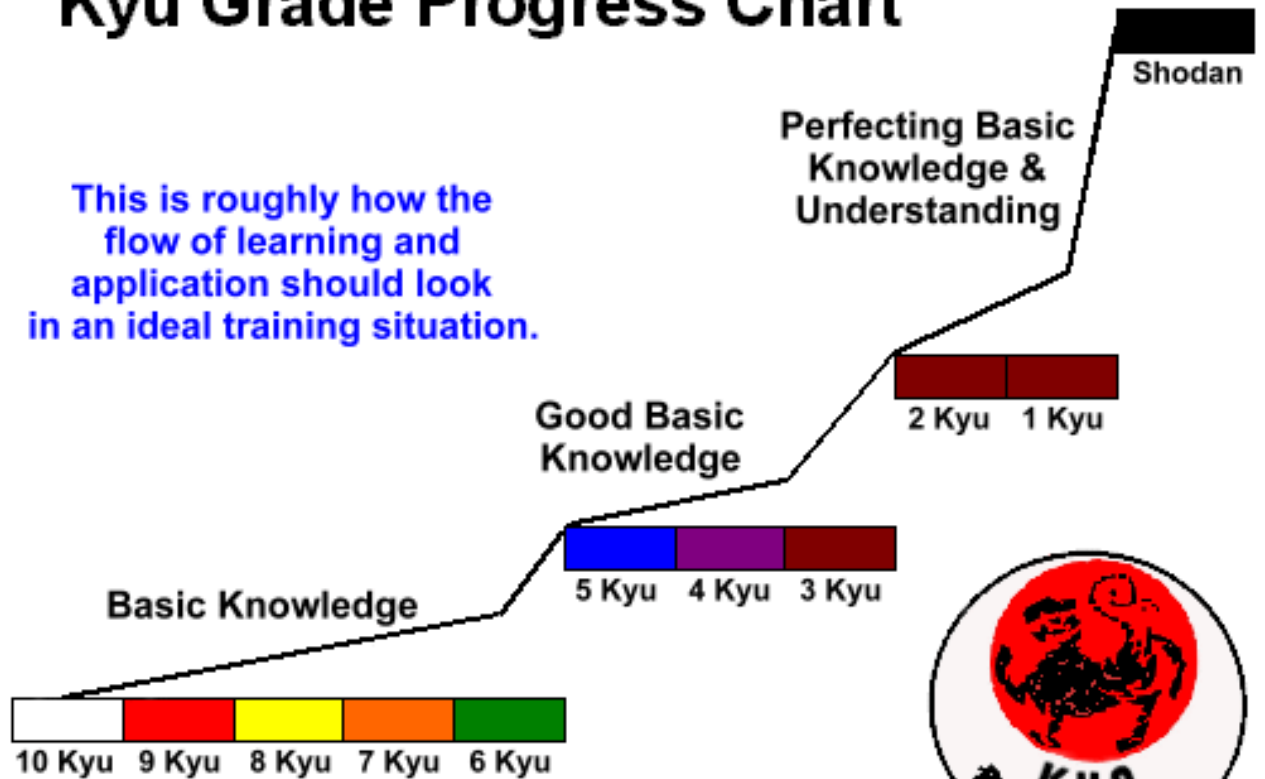 Kyu Grade Progress Chart
Shodan
Perfecting Basic
Knowledge &
Understanding
This is roughly how the
flow of learning and
application should look
in an ideal training situation.
2 Kyu 1 Kyu
Good Basic
Knowledge
5 Kyu 4 Kyu 3 Kyu
Basic Knowledge
10 Kyu 9 Kyu 8 Kyu 7 Kyu 6 Kyu